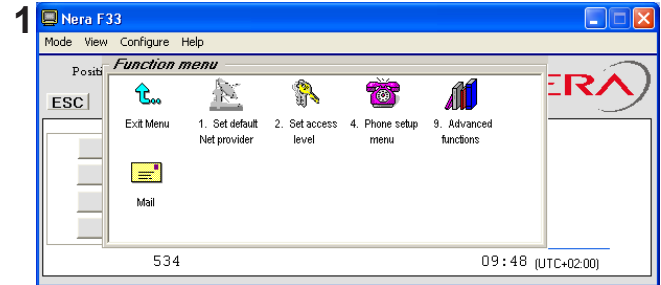 1
Nera F33
Mode View Configure Help
Positi
Function menu
ERA
ESC
Exit Menu
1. Set default Net provider
2. Set access level
4. Phone setup menu
9. Advanced functions
Mail
534
09:48 (UTC+02:00)